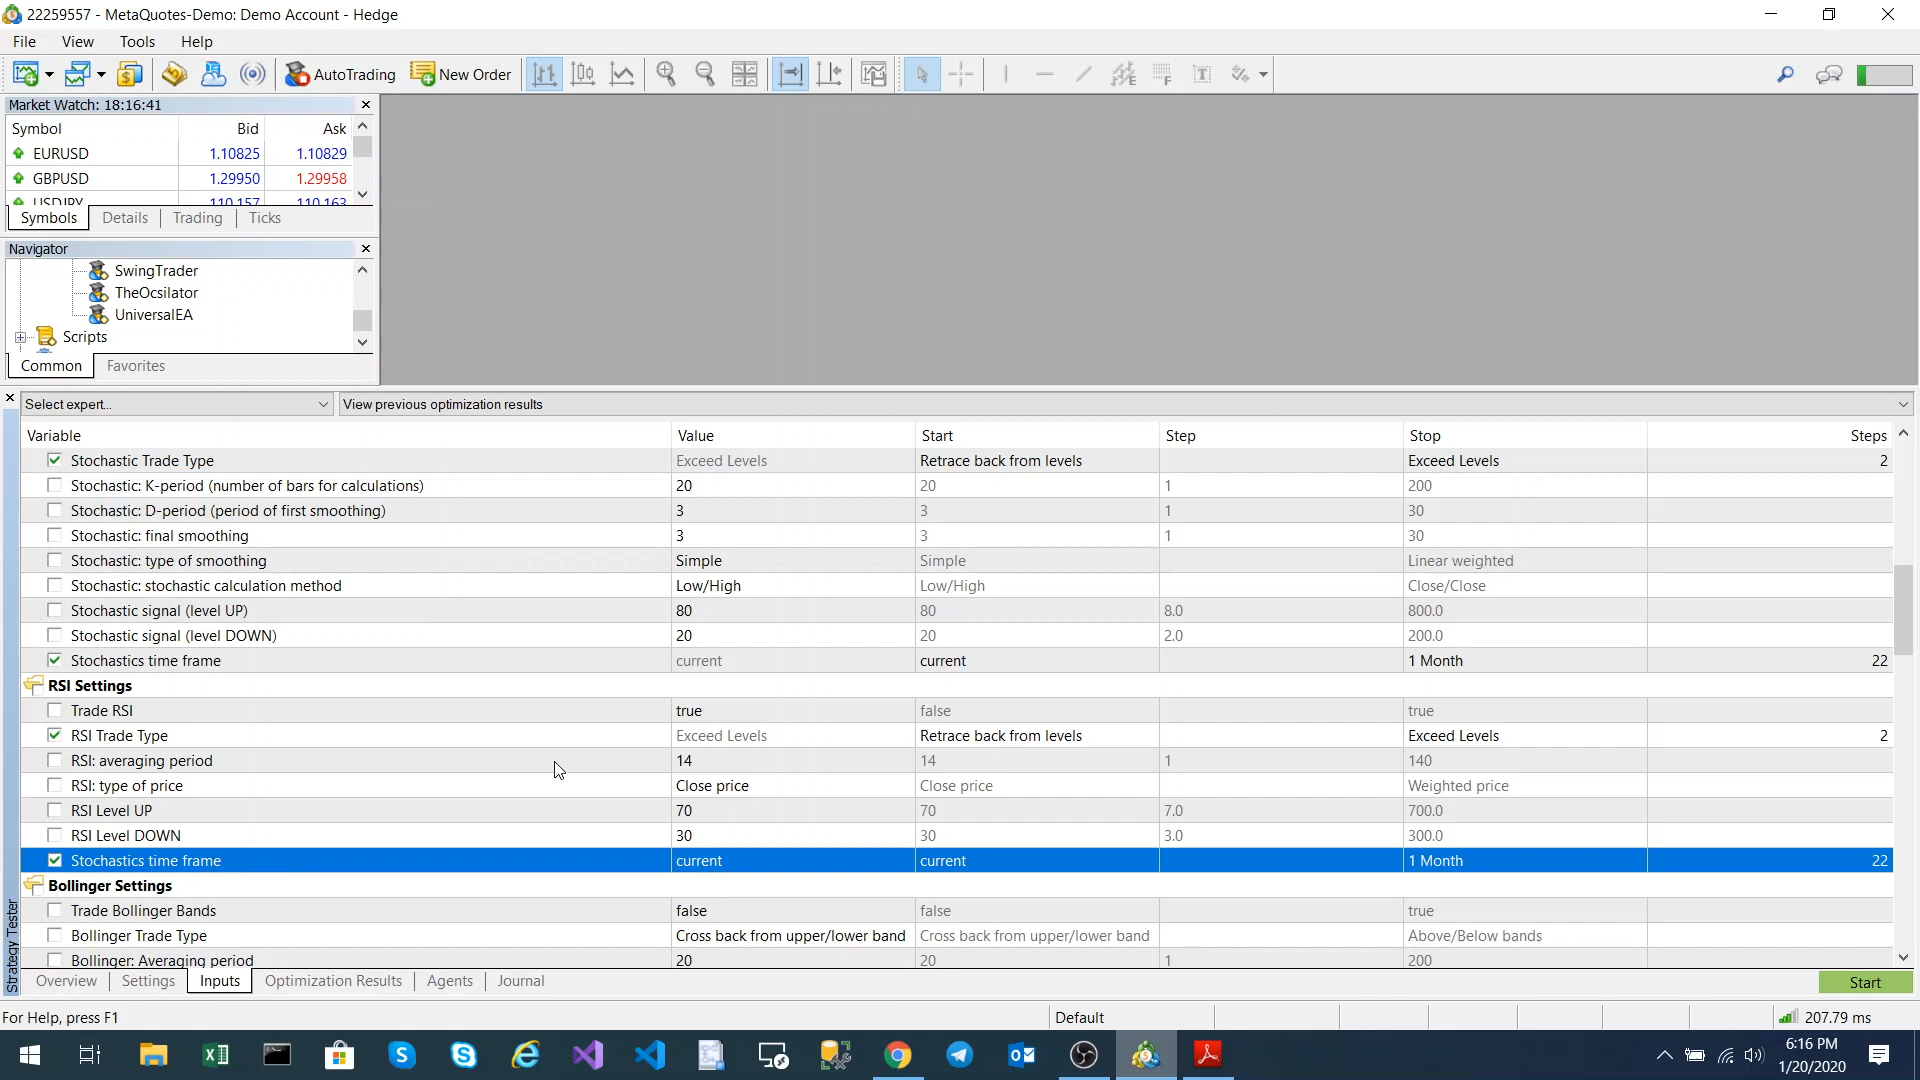 22259557 - MetaQuotes-Demo: Demo Account - Hedge
File View Tools Help
AutoTrading New Order
Market Watch: 18:16:41
Symbol Bid Ask
EURUSD 1.10825 1.10829
GBPUSD 1.29950 1.29958
USDJPY 110.157 110.163
Symbols Details Trading Ticks
Navigator
SwingTrader
TheOcsilator
UniversalEA
Scripts
Common Favorites
Select expert... View previous optimization results
Variable Value Start Step Stop Steps
Stochastic Trade Type Exceed Levels Retrace back from levels Exceed Levels 2
Stochastic: K-period (number of bars for calculations) 20 20 1 200
Stochastic: D-period (period of first smoothing) 3 3 1 30
Stochastic: final smoothing 3 3 1 30
Stochastic: type of smoothing Simple Simple Linear weighted
Stochastic: stochastic calculation method Low/High Low/High Close/Close
Stochastic signal (level UP) 80 80 8.0 800.0
Stochastic signal (level DOWN) 20 20 2.0 200.0
Stochastics time frame current current 1 Month 22
RSI Settings
Trade RSI true false true
RSI Trade Type Exceed Levels Retrace back from levels Exceed Levels 2
RSI: averaging period 14 14 1 140
RSI: type of price Close price Close price Weighted price
RSI Level UP 70 70 7.0 700.0
RSI Level DOWN 30 30 3.0 300.0
Stochastics time frame current current 1 Month 22
Bollinger Settings
Trade Bollinger Bands false false true
Bollinger Trade Type Cross back from upper/lower band Cross back from upper/lower band Above/Below bands
Bollinger: Averaging period 20 20 1 200
Strategy Tester
Overview Settings Inputs Optimization Results Agents Journal Start
For Help, press F1 Default 207.79 ms
6:16 PM
1/20/2020